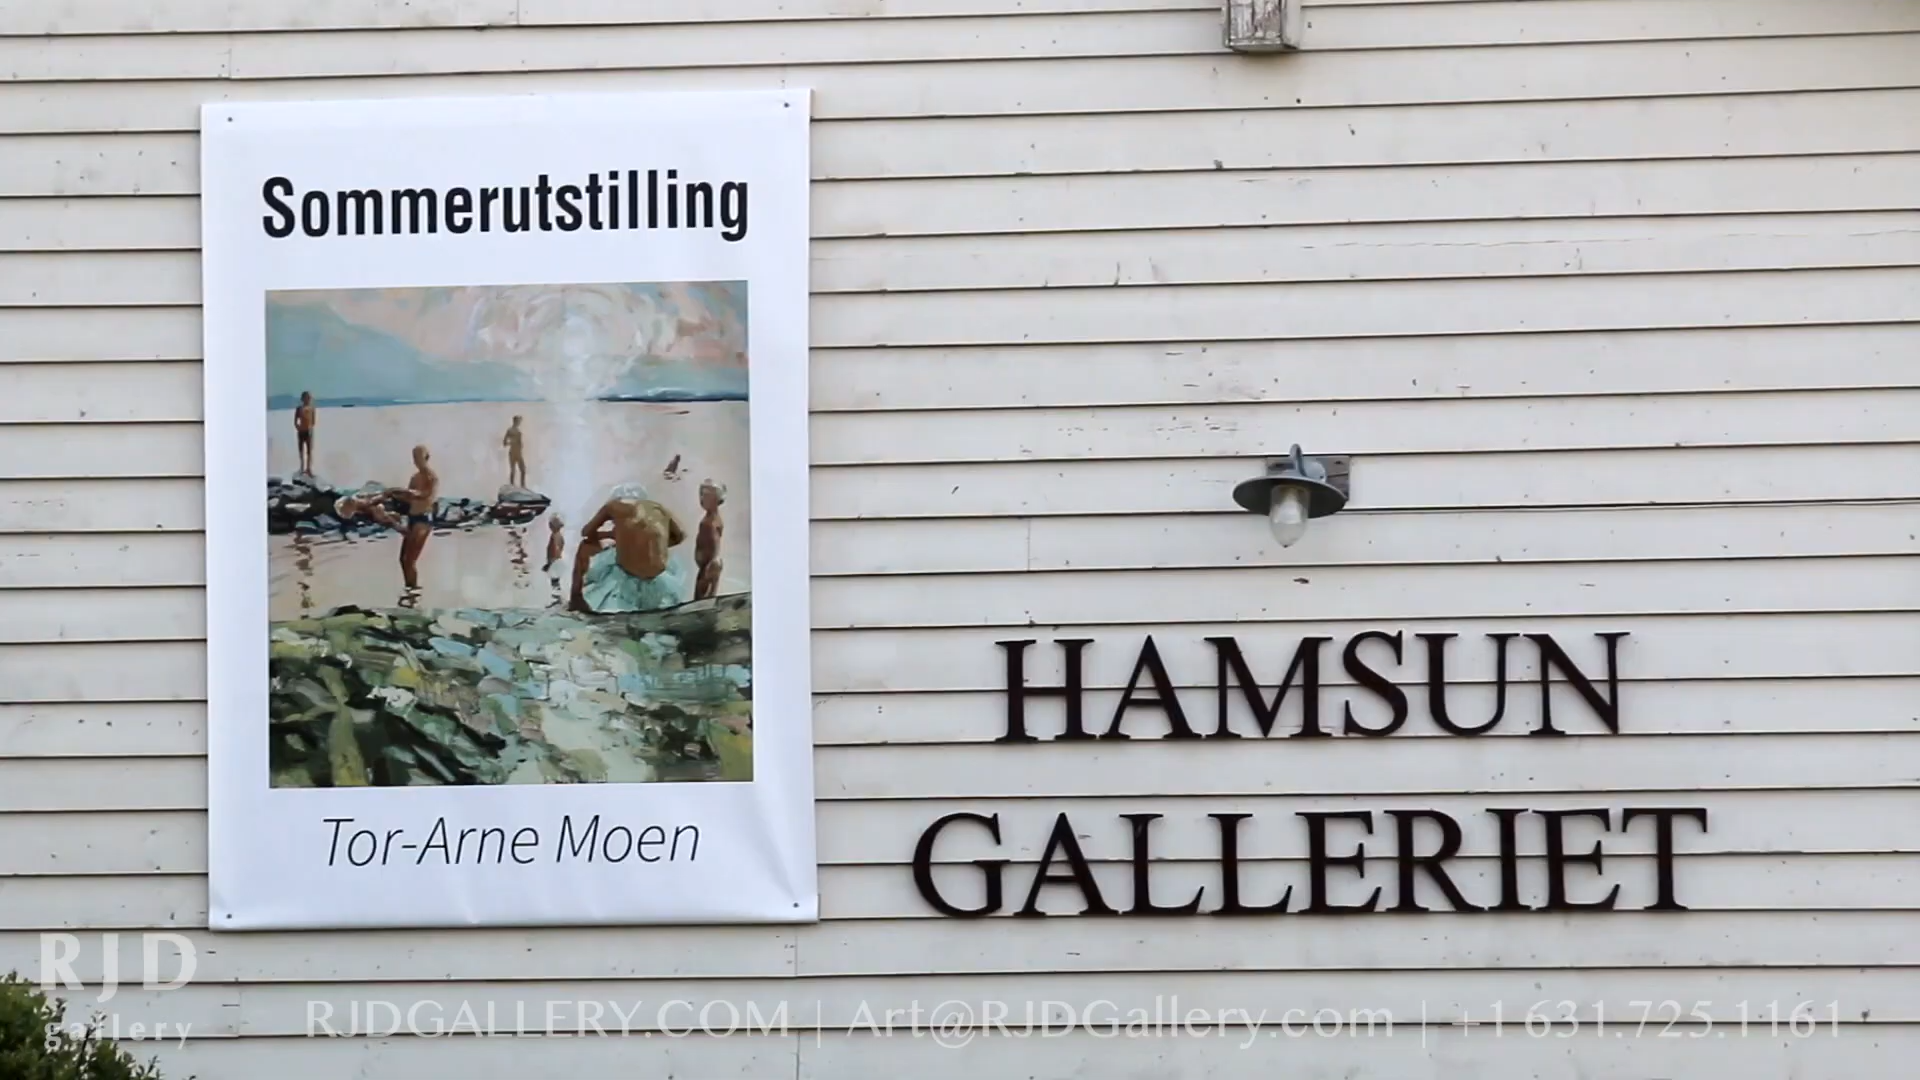 Sommerutstilling
Tor-Arne Moen
HAMSUN
GALLERIET
RJD
gallery
RJDGALLERY.COM | Art@RJDGallery.com | +1 631.725.1161